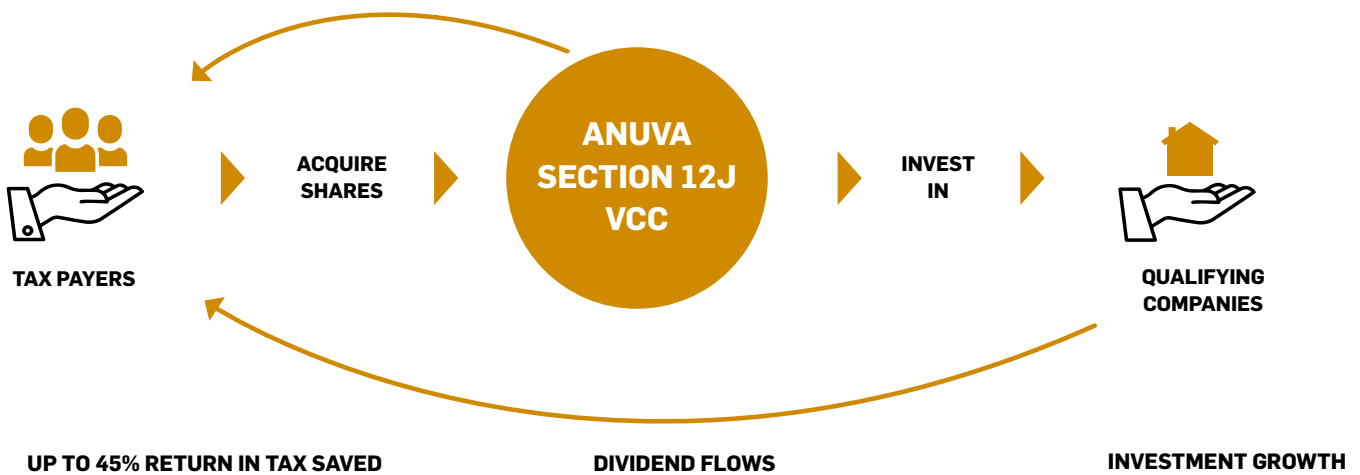 TAX PAYERS
ACQUIRE
SHARES
ANUVA
SECTION 12J
VCC
INVEST
IN
QUALIFYING
COMPANIES
UP TO 45% RETURN IN TAX SAVED
DIVIDEND FLOWS
INVESTMENT GROWTH